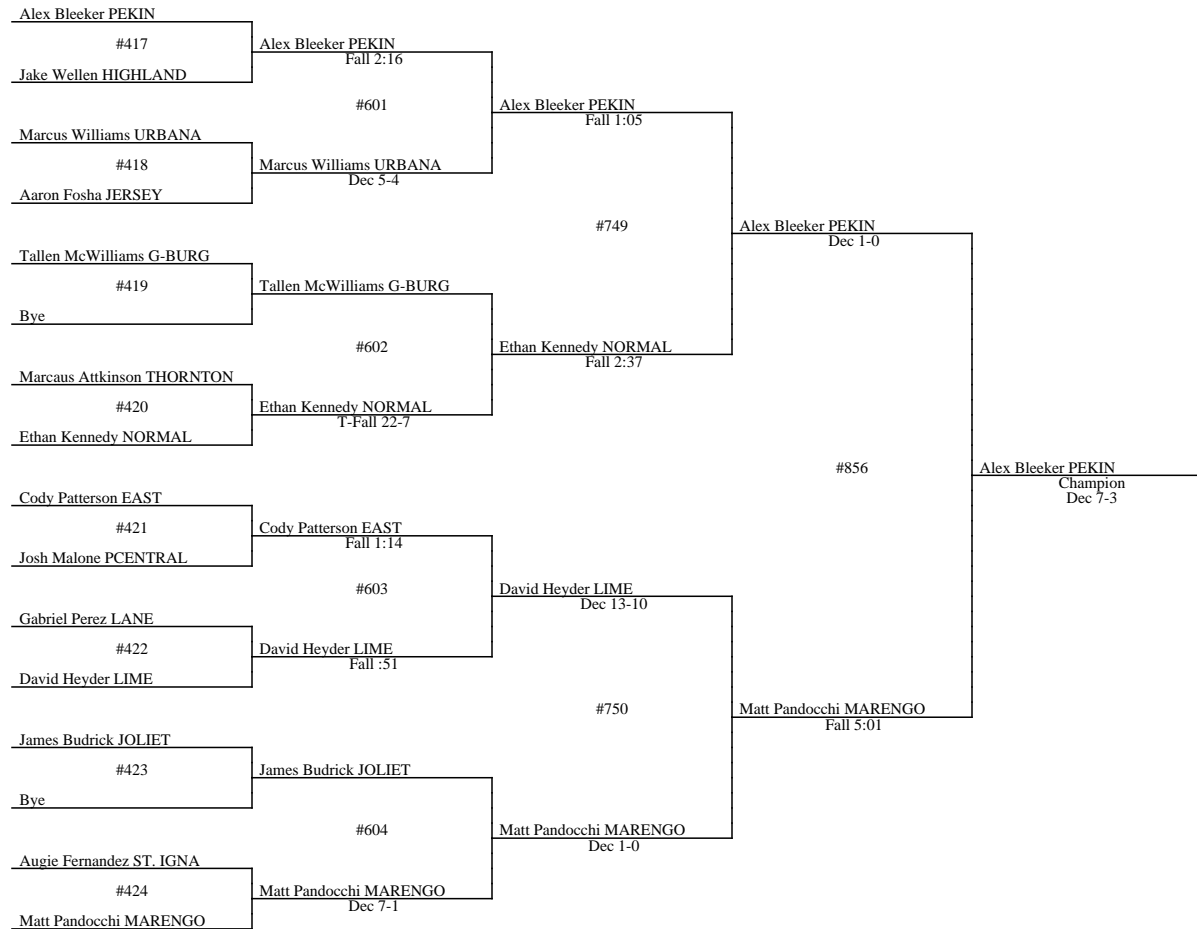 Alex Bleeker PEKIN
#417
Jake Wellen HIGHLAND
Marcus Williams URBANA
#418
Aaron Fosha JERSEY
Tallen McWilliams G-BURG
#419
Bye
Marcaus Attkinson THORNTON
#420
Ethan Kennedy NORMAL
Cody Patterson EAST
#421
Josh Malone PCENTRAL
Gabriel Perez LANE
#422
David Heyder LIME
James Budrick JOLIET
#423
Bye
Augie Fernandez ST. IGNA
#424
Matt Pandocchi MARENGO
Alex Bleeker PEKIN
Fall 2:16
#601
Marcus Williams URBANA
Dec 5-4
Tallen McWilliams G-BURG
#602
Ethan Kennedy NORMAL
T-Fall 22-7
Cody Patterson EAST
Fall 1:14
#603
David Heyder LIME
Fall :51
James Budrick JOLIET
#604
Matt Pandocchi MARENGO
Dec 7-1
Alex Bleeker PEKIN
Fall 1:05
#749
Ethan Kennedy NORMAL
Fall 2:37
David Heyder LIME
Dec 13-10
#750
Matt Pandocchi MARENGO
Dec 1-0
Alex Bleeker PEKIN
Dec 1-0
#856
Matt Pandocchi MARENGO
Fall 5:01
Alex Bleeker PEKIN
Champion
Dec 7-3